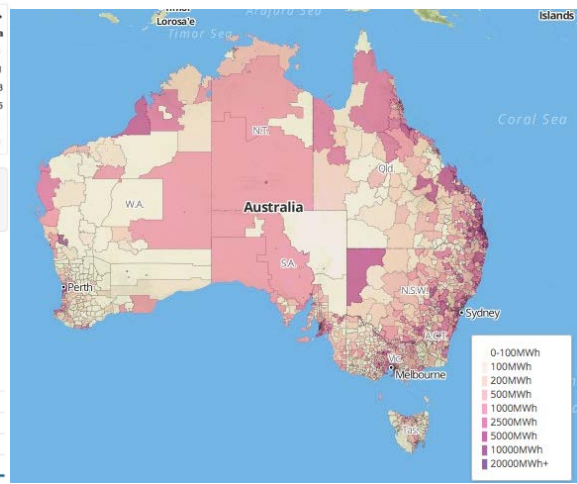 Lorosa'e
Timor Sea
Arafura Sea
Islands
Coral Sea
N.T.
Qld.
W.A.
Australia
S.A.
N.S.W.
Perth
Sydney
A.C.T.
Vic.
Melbourne
Tas.
0-100MWh
100MWh
200MWh
500MWh
1000MWh
2500MWh
5000MWh
10000MWh
20000MWh+